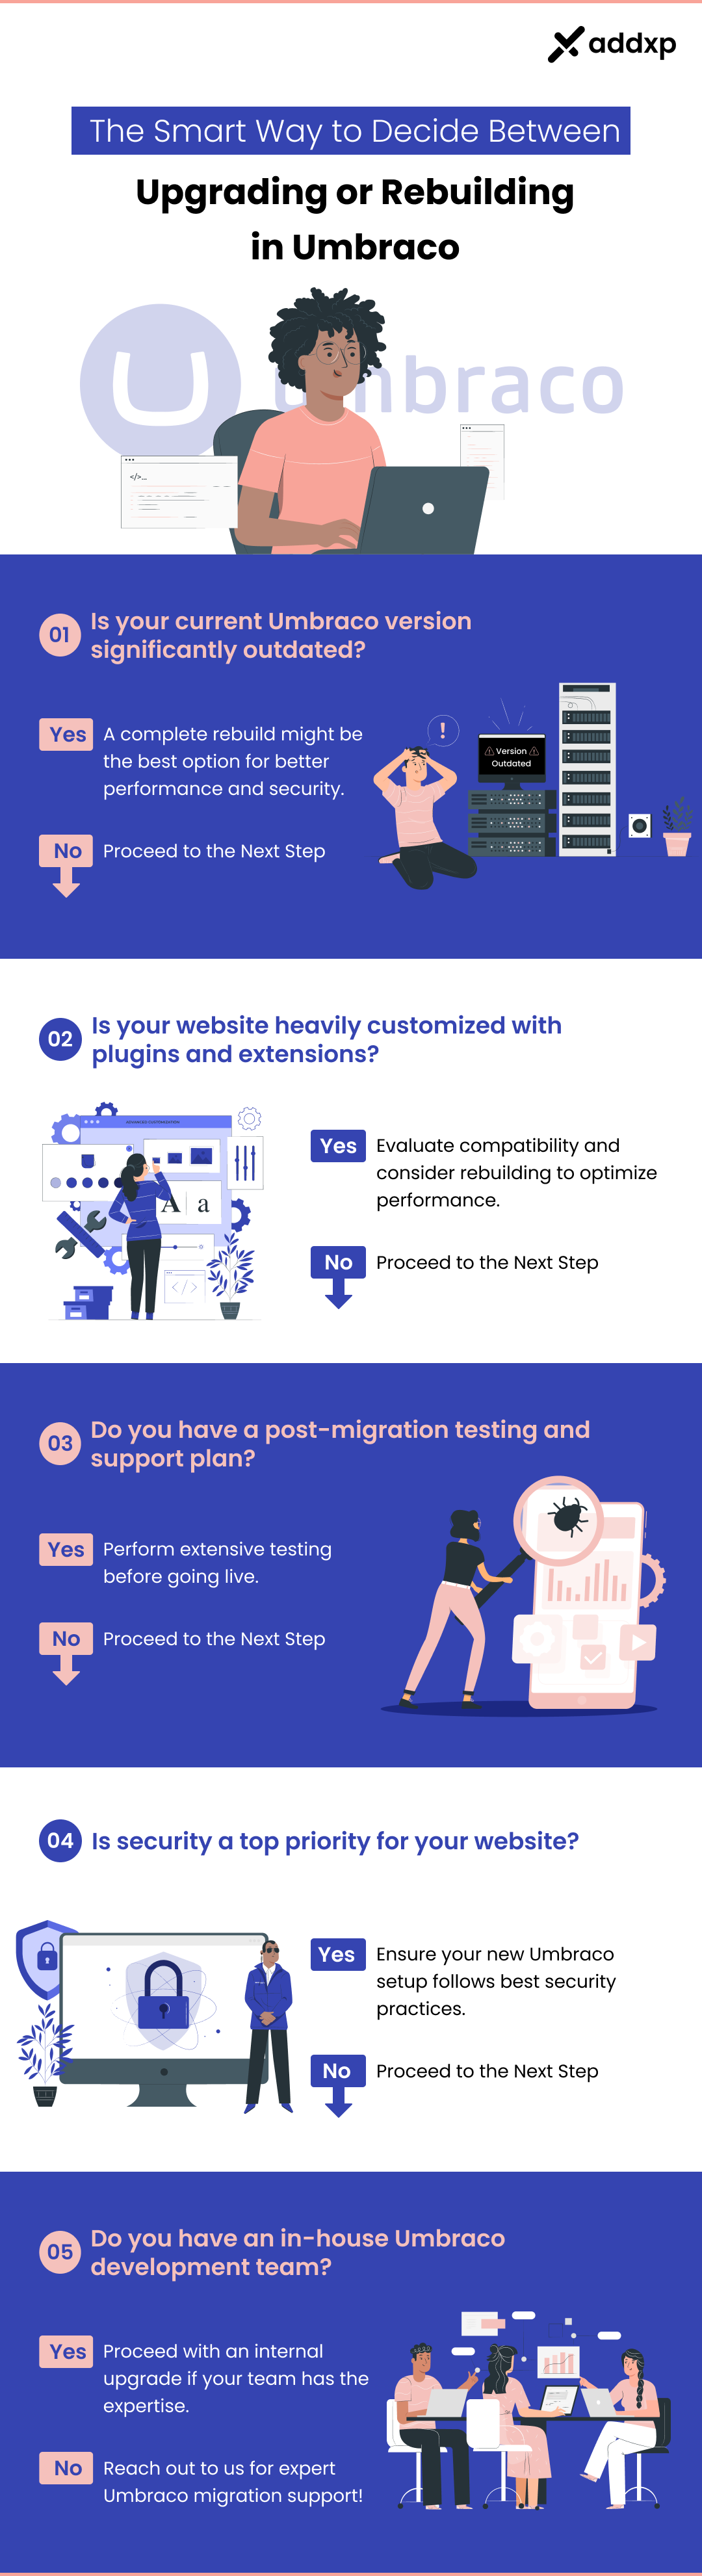 addxp
The Smart Way to Decide Between
Upgrading or Rebuilding
in Umbraco
umbraco
</>...
01
Is your current Umbraco version
significantly outdated?
Yes
A complete rebuild might be
the best option for better
performance and security.
No
Proceed to the Next Step
!
Version
Outdated
02
Is your website heavily customized with
plugins and extensions?
ADVANCED CUSTOMIZATION
A a
</>
Yes
Evaluate compatibility and
consider rebuilding to optimize
performance.
No
Proceed to the Next Step
03
Do you have a post-migration testing and
support plan?
Yes
Perform extensive testing
before going live.
No
Proceed to the Next Step
04
Is security a top priority for your website?
Yes
Ensure your new Umbraco
setup follows best security
practices.
No
Proceed to the Next Step
05
Do you have an in-house Umbraco
development team?
Yes
Proceed with an internal
upgrade if your team has the
expertise.
No
Reach out to us for expert
Umbraco migration support!